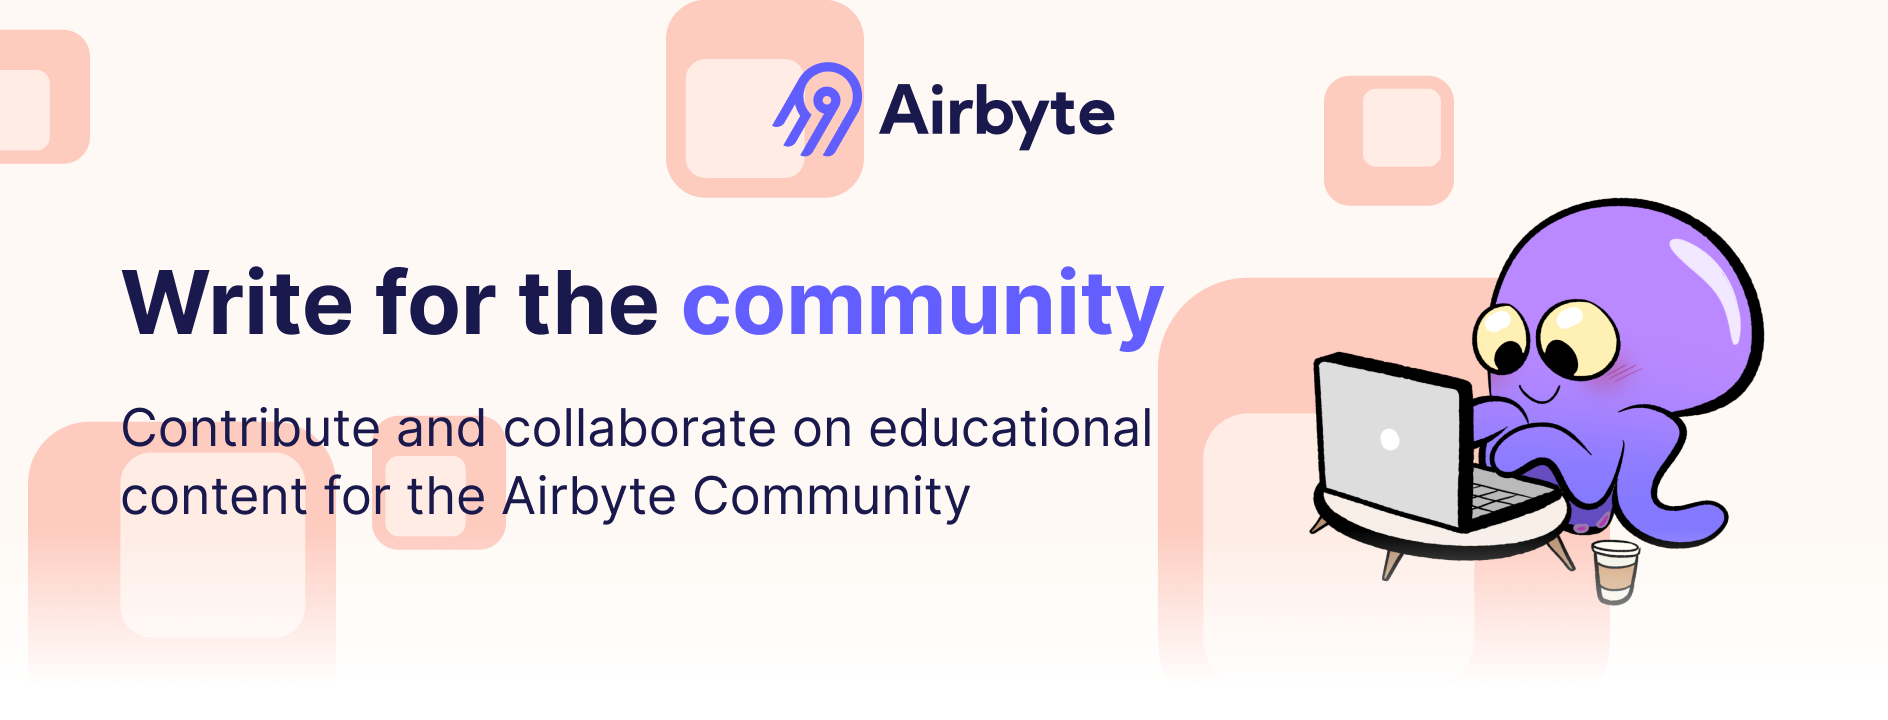 Airbyte
Write for the community
Contribute and collaborate on educational
content for the Airbyte Community